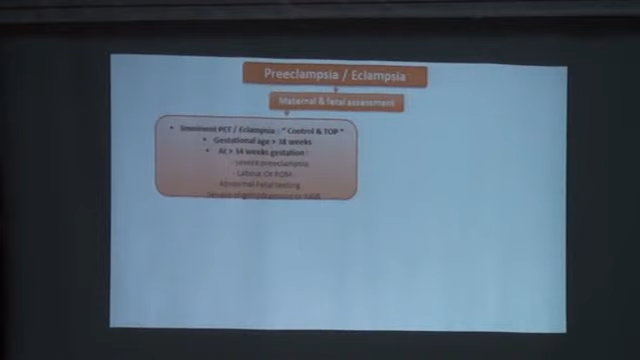 Preeclampsia / Eclampsia
Maternal & fetal assessment
• Imminent PET / Eclampsia : " Control & TOP "
• Gestational age > 38 weeks
• At > 34 weeks gestation :
- severe preeclampsia
- Labour Or ROM
- Abnormal Fetal testing